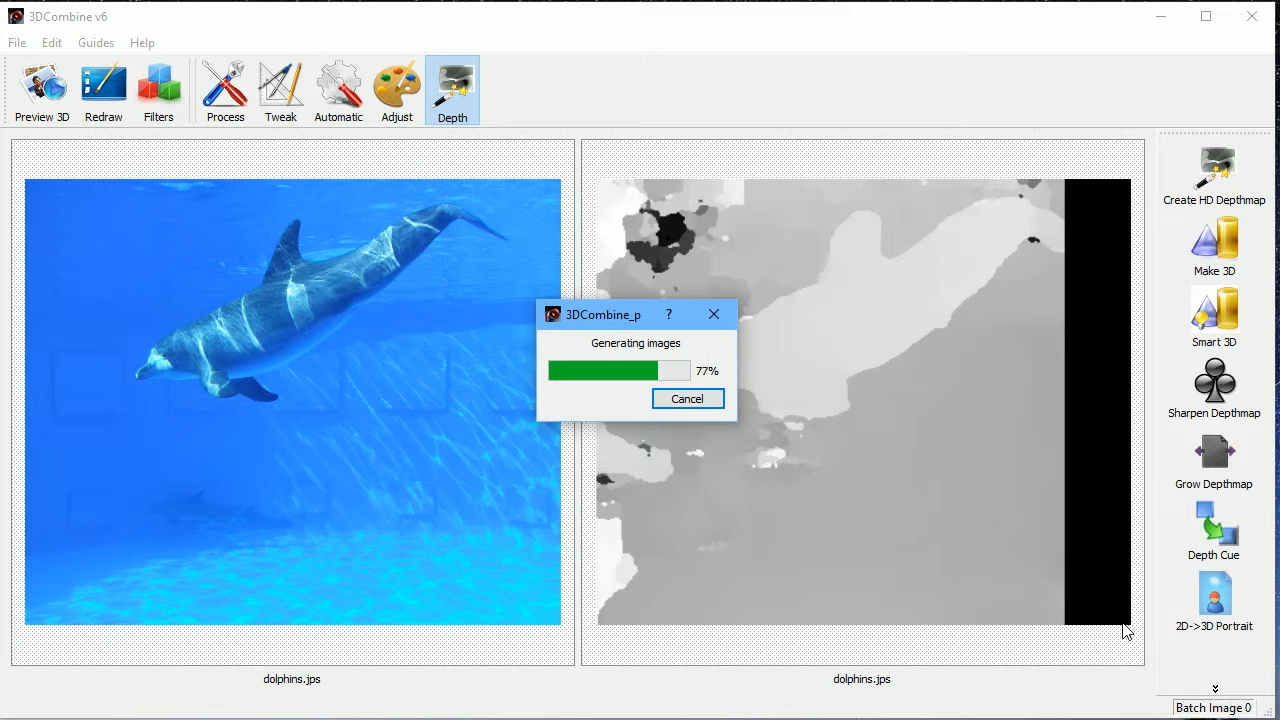 3DCombine v6
File Edit Guides Help
Preview 3D Redraw Filters Process Tweak Automatic Adjust Depth
Create HD Depthmap
Make 3D
Smart 3D
3DCombine_p ?
Generating images
77%
Cancel
Sharpen Depthmap
Grow Depthmap
Depth Cue
2D->3D Portrait
dolphins.jps dolphins.jps
Batch Image 0